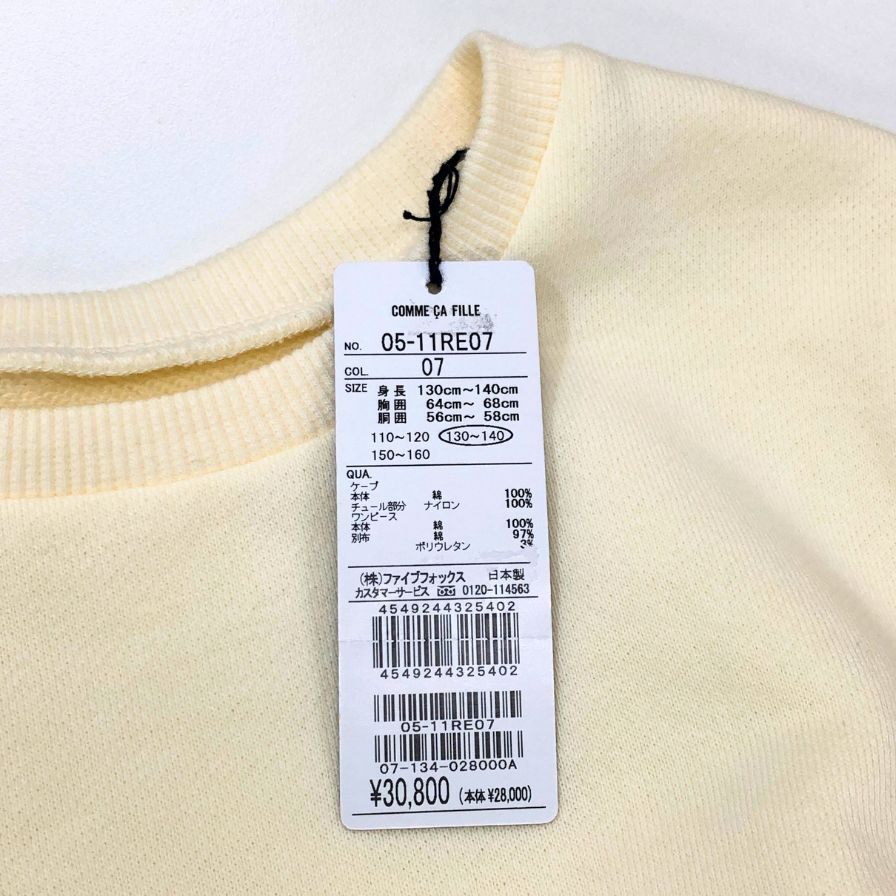 COMME ÇA FILLE
NO. 05-11RE07
COL. 07
SIZE 身長 130cm～140cm
胸囲 64cm～ 68cm
胴囲 56cm～ 58cm
110～120 130～140
150～160
QUA.
ケープ
本体 綿 100%
チュール部分 ナイロン 100%
ワンピース
本体 綿 100%
別布 綿 97%
ポリウレタン 3%
(株)ファイブフォックス 日本製
カスタマーサービス 0120-114563
4549244325402
4549244325402
05-11RE07
07-134-028000A
¥30,800 (本体 ¥28,000)